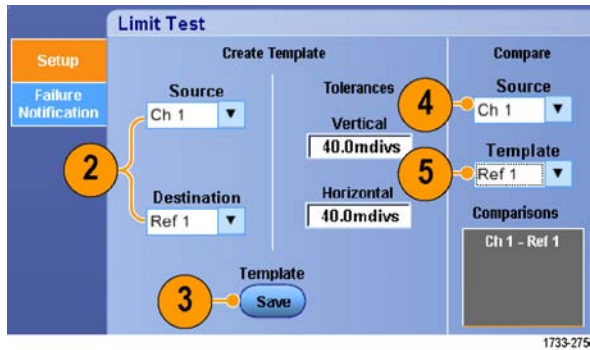 Limit Test
Setup
Failure
Notification
Create Template
Source
Ch 1
2
Destination
Ref 1
Tolerances
Vertical
40.0mdivs
Horizontal
40.0mdivs
Template
3
Save
Compare
Source
4
Ch 1
Template
5
Ref 1
Comparisons
Ch 1 - Ref 1